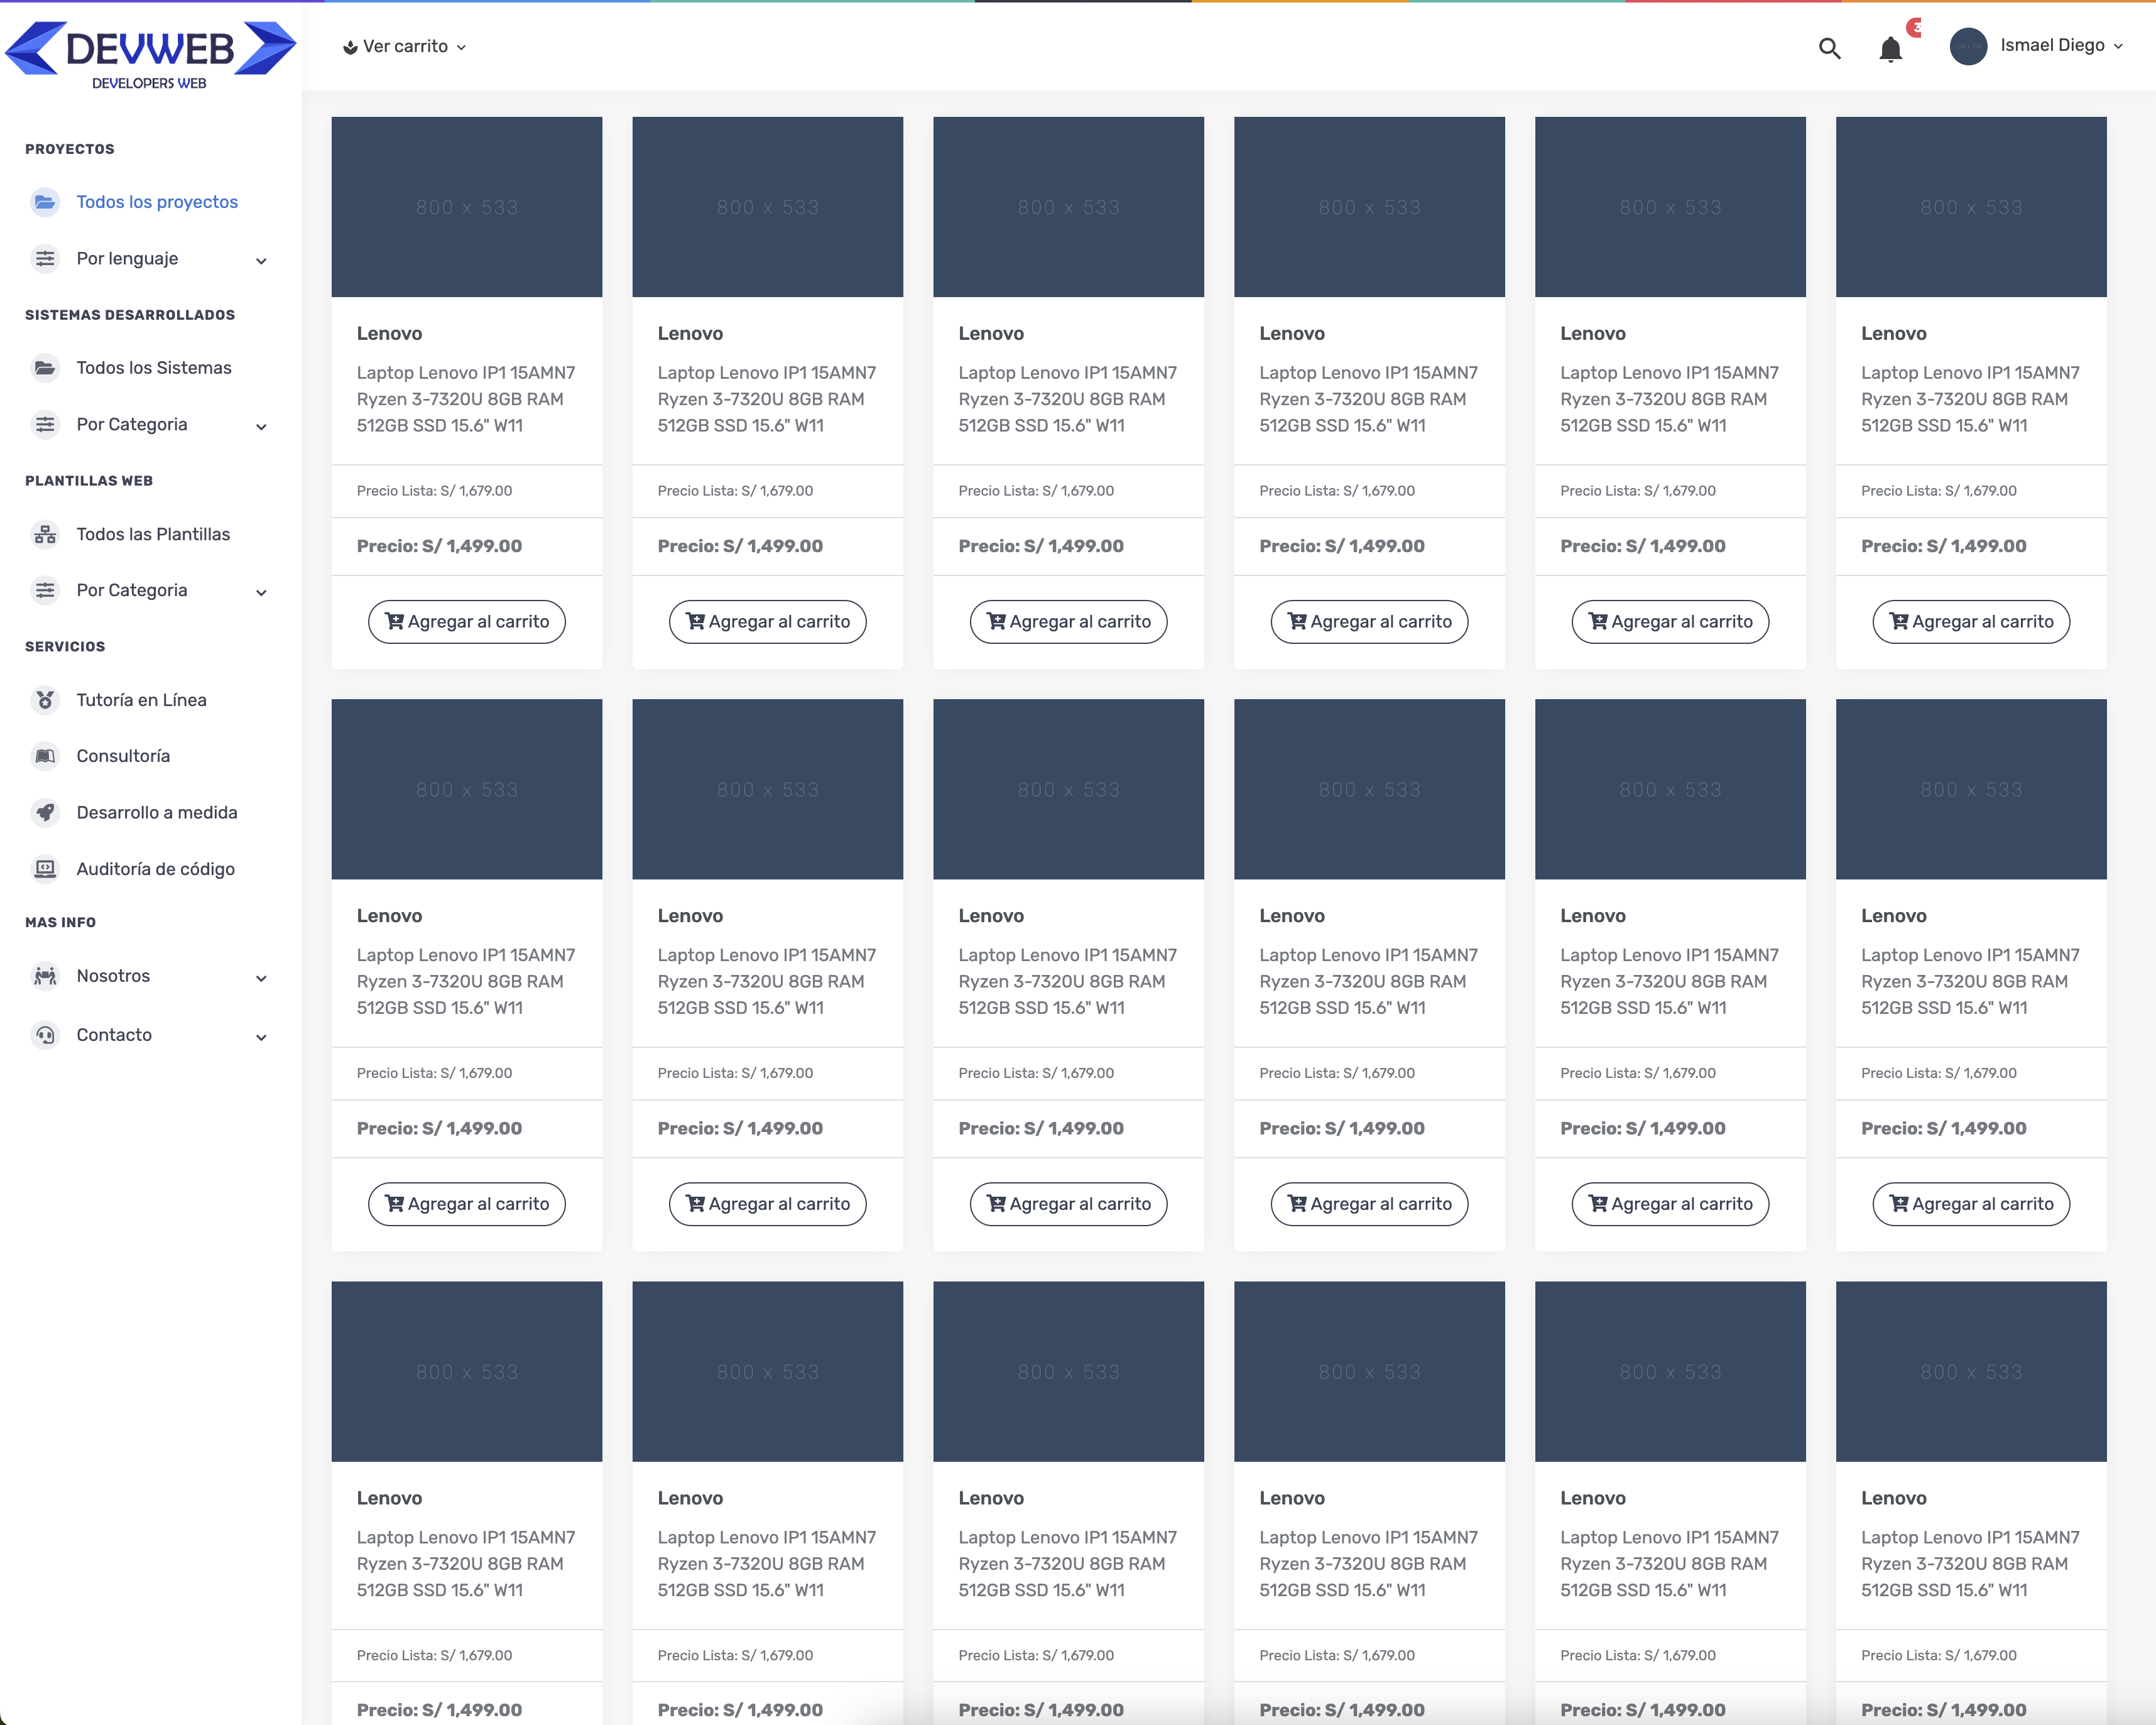 DEVWEB
DEVELOPERS WEB
Ver carrito
3
Ismael Diego
PROYECTOS
Todos los proyectos
Por lenguaje
SISTEMAS DESARROLLADOS
Todos los Sistemas
Por Categoria
PLANTILLAS WEB
Todos las Plantillas
Por Categoria
SERVICIOS
Tutoría en Línea
Consultoría
Desarrollo a medida
Auditoría de código
MAS INFO
Nosotros
Contacto
800 x 533 800 x 533 800 x 533 800 x 533 800 x 533 800 x 533
Lenovo Lenovo Lenovo Lenovo Lenovo Lenovo
Laptop Lenovo IP1 15AMN7 Laptop Lenovo IP1 15AMN7 Laptop Lenovo IP1 15AMN7 Laptop Lenovo IP1 15AMN7 Laptop Lenovo IP1 15AMN7 Laptop Lenovo IP1 15AMN7
Ryzen 3-7320U 8GB RAM Ryzen 3-7320U 8GB RAM Ryzen 3-7320U 8GB RAM Ryzen 3-7320U 8GB RAM Ryzen 3-7320U 8GB RAM Ryzen 3-7320U 8GB RAM
512GB SSD 15.6" W11 512GB SSD 15.6" W11 512GB SSD 15.6" W11 512GB SSD 15.6" W11 512GB SSD 15.6" W11 512GB SSD 15.6" W11
Precio Lista: S/ 1,679.00 Precio Lista: S/ 1,679.00 Precio Lista: S/ 1,679.00 Precio Lista: S/ 1,679.00 Precio Lista: S/ 1,679.00 Precio Lista: S/ 1,679.00
Precio: S/ 1,499.00 Precio: S/ 1,499.00 Precio: S/ 1,499.00 Precio: S/ 1,499.00 Precio: S/ 1,499.00 Precio: S/ 1,499.00
Agregar al carrito Agregar al carrito Agregar al carrito Agregar al carrito Agregar al carrito Agregar al carrito
800 x 533 800 x 533 800 x 533 800 x 533 800 x 533 800 x 533
Lenovo Lenovo Lenovo Lenovo Lenovo Lenovo
Laptop Lenovo IP1 15AMN7 Laptop Lenovo IP1 15AMN7 Laptop Lenovo IP1 15AMN7 Laptop Lenovo IP1 15AMN7 Laptop Lenovo IP1 15AMN7 Laptop Lenovo IP1 15AMN7
Ryzen 3-7320U 8GB RAM Ryzen 3-7320U 8GB RAM Ryzen 3-7320U 8GB RAM Ryzen 3-7320U 8GB RAM Ryzen 3-7320U 8GB RAM Ryzen 3-7320U 8GB RAM
512GB SSD 15.6" W11 512GB SSD 15.6" W11 512GB SSD 15.6" W11 512GB SSD 15.6" W11 512GB SSD 15.6" W11 512GB SSD 15.6" W11
Precio Lista: S/ 1,679.00 Precio Lista: S/ 1,679.00 Precio Lista: S/ 1,679.00 Precio Lista: S/ 1,679.00 Precio Lista: S/ 1,679.00 Precio Lista: S/ 1,679.00
Precio: S/ 1,499.00 Precio: S/ 1,499.00 Precio: S/ 1,499.00 Precio: S/ 1,499.00 Precio: S/ 1,499.00 Precio: S/ 1,499.00
Agregar al carrito Agregar al carrito Agregar al carrito Agregar al carrito Agregar al carrito Agregar al carrito
800 x 533 800 x 533 800 x 533 800 x 533 800 x 533 800 x 533
Lenovo Lenovo Lenovo Lenovo Lenovo Lenovo
Laptop Lenovo IP1 15AMN7 Laptop Lenovo IP1 15AMN7 Laptop Lenovo IP1 15AMN7 Laptop Lenovo IP1 15AMN7 Laptop Lenovo IP1 15AMN7 Laptop Lenovo IP1 15AMN7
Ryzen 3-7320U 8GB RAM Ryzen 3-7320U 8GB RAM Ryzen 3-7320U 8GB RAM Ryzen 3-7320U 8GB RAM Ryzen 3-7320U 8GB RAM Ryzen 3-7320U 8GB RAM
512GB SSD 15.6" W11 512GB SSD 15.6" W11 512GB SSD 15.6" W11 512GB SSD 15.6" W11 512GB SSD 15.6" W11 512GB SSD 15.6" W11
Precio Lista: S/ 1,679.00 Precio Lista: S/ 1,679.00 Precio Lista: S/ 1,679.00 Precio Lista: S/ 1,679.00 Precio Lista: S/ 1,679.00 Precio Lista: S/ 1,679.00
Precio: S/ 1,499.00 Precio: S/ 1,499.00 Precio: S/ 1,499.00 Precio: S/ 1,499.00 Precio: S/ 1,499.00 Precio: S/ 1,499.00